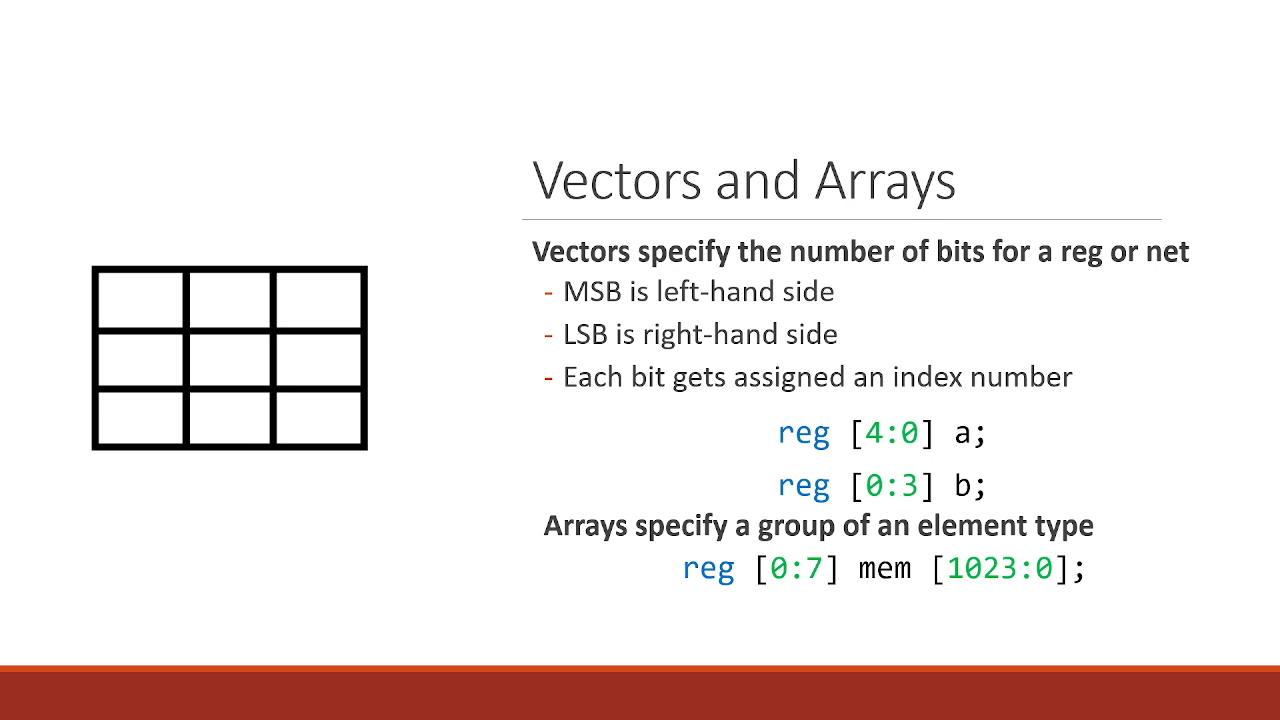 Vectors and Arrays
Vectors specify the number of bits for a reg or net
- MSB is left-hand side
- LSB is right-hand side
- Each bit gets assigned an index number
reg [4:0] a;
reg [0:3] b;
Arrays specify a group of an element type
reg [0:7] mem [1023:0];